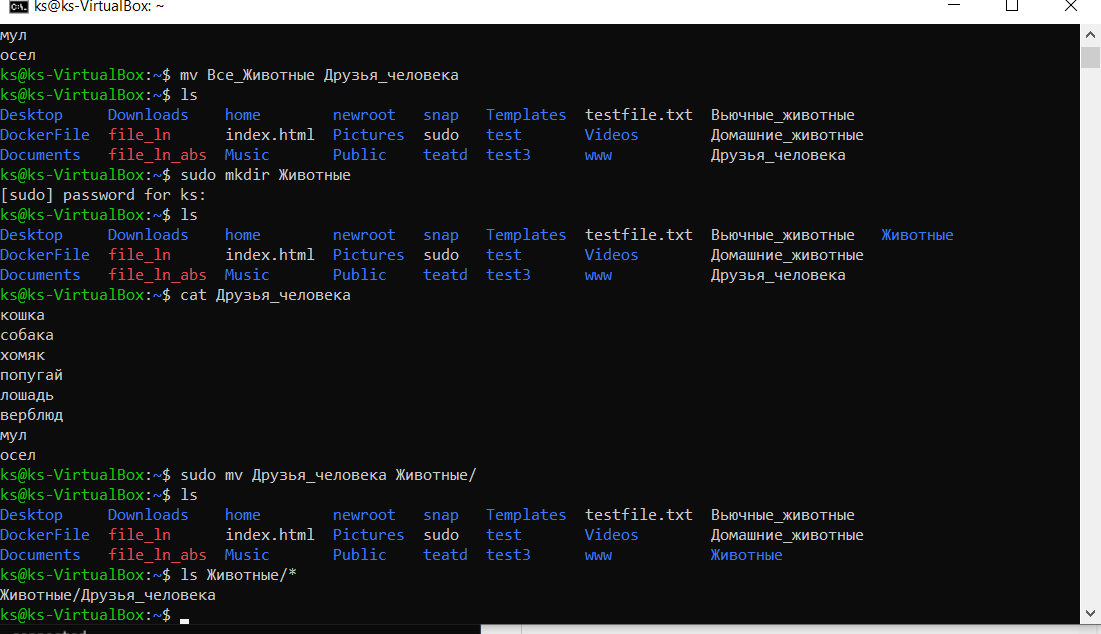 ks@ks-VirtualBox: ~
мул
осел
ks@ks-VirtualBox:~$ mv Все_Животные Друзья_человека
ks@ks-VirtualBox:~$ ls
Desktop Downloads home newroot snap Templates testfile.txt Вьючные_животные
DockerFile file_ln index.html Pictures sudo test Videos Домашние_животные
Documents file_ln_abs Music Public teatd test3 www Друзья_человека
ks@ks-VirtualBox:~$ sudo mkdir Животные
[sudo] password for ks:
ks@ks-VirtualBox:~$ ls
Desktop Downloads home newroot snap Templates testfile.txt Вьючные_животные Животные
DockerFile file_ln index.html Pictures sudo test Videos Домашние_животные
Documents file_ln_abs Music Public teatd test3 www Друзья_человека
ks@ks-VirtualBox:~$ cat Друзья_человека
кошка
собака
хомяк
попугай
лошадь
верблюд
мул
осел
ks@ks-VirtualBox:~$ sudo mv Друзья_человека Животные/
ks@ks-VirtualBox:~$ ls
Desktop Downloads home newroot snap Templates testfile.txt Вьючные_животные
DockerFile file_ln index.html Pictures sudo test Videos Домашние_животные
Documents file_ln_abs Music Public teatd test3 www Животные
ks@ks-VirtualBox:~$ ls Животные/*
Животные/Друзья_человека
ks@ks-VirtualBox:~$